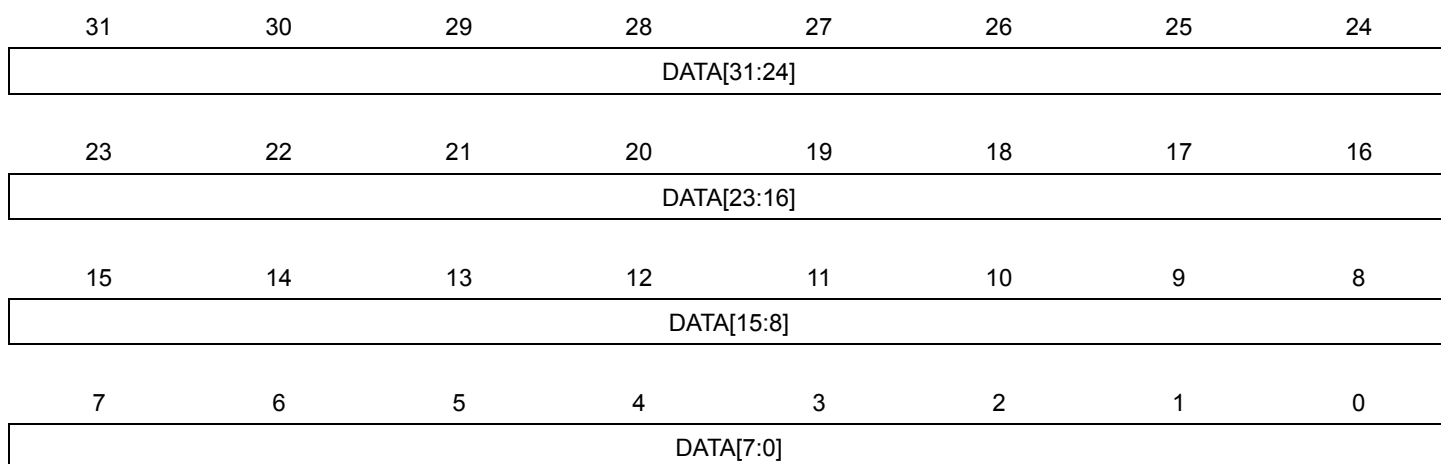 31 30 29 28 27 26 25 24
DATA[31:24]
23 22 21 20 19 18 17 16
DATA[23:16]
15 14 13 12 11 10 9 8
DATA[15:8]
7 6 5 4 3 2 1 0
DATA[7:0]